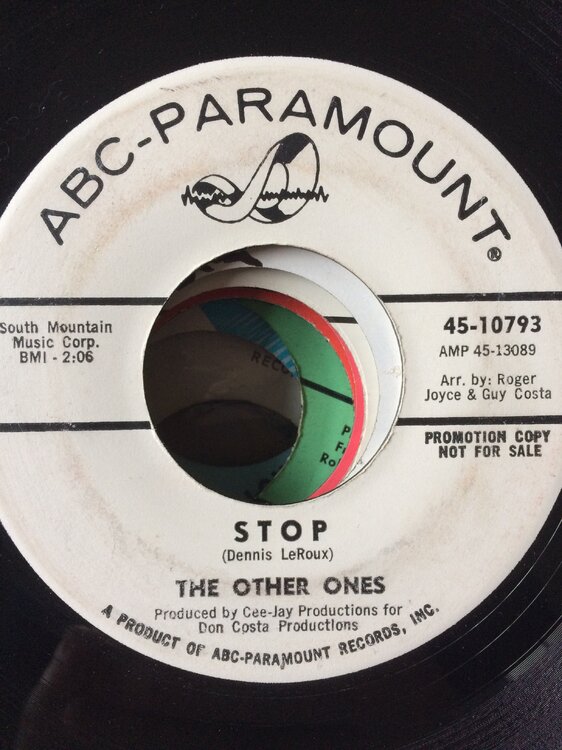 ABC-PARAMOUNT®
South Mountain
Music Corp.
BMI - 2:06
45-10793
AMP 45-13089
Arr. by: Roger
Joyce & Guy Costa
PROMOTION COPY
NOT FOR SALE
STOP
(Dennis LeRoux)
THE OTHER ONES
Produced by Cee-Jay Productions for
Don Costa Productions
A PRODUCT OF ABC-PARAMOUNT RECORDS, INC.